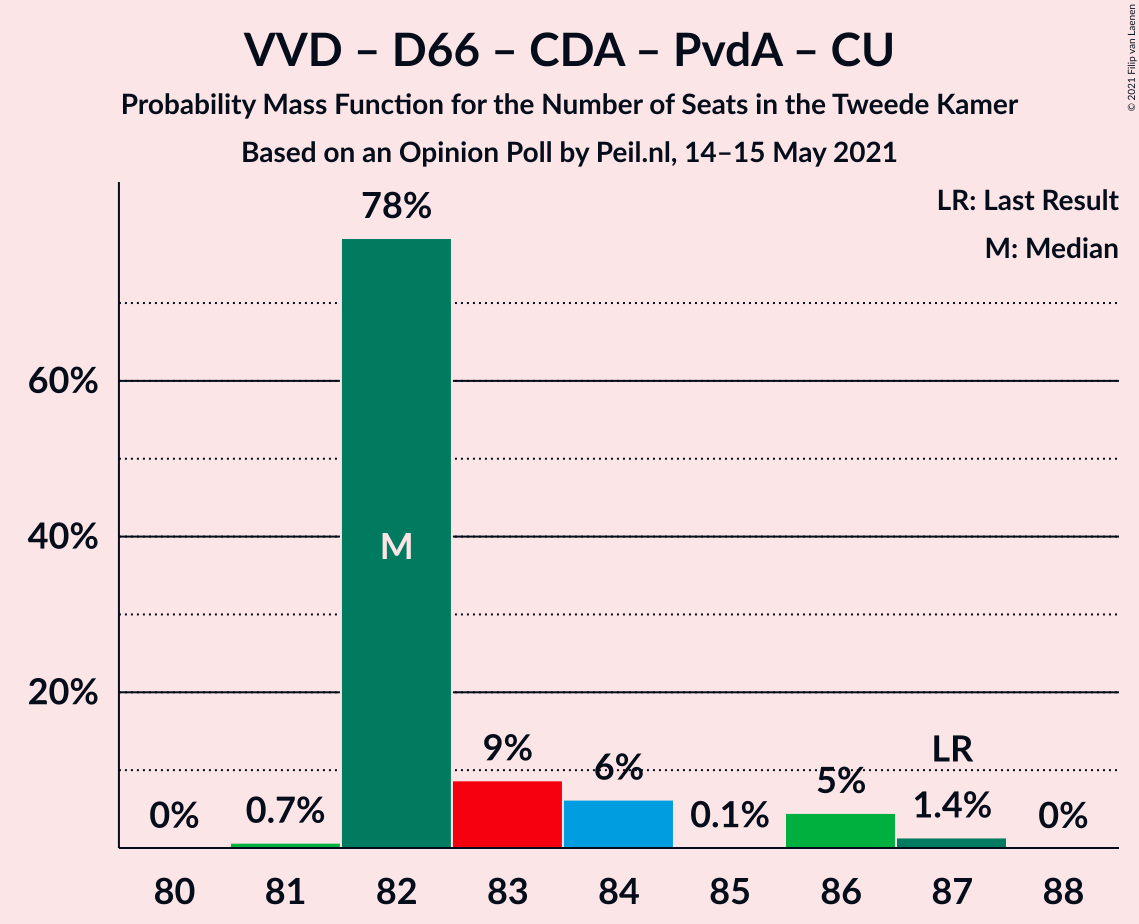 VVD – D66 – CDA – PvdA – CU
Probability Mass Function for the Number of Seats in the Tweede Kamer
Based on an Opinion Poll by Peil.nl, 14–15 May 2021
© 2021 Filip van Laenen
LR: Last Result
M: Median
60%
40%
20%
0%
0.7%
78%
M
9%
6%
0.1%
5%
LR
1.4%
0%
80 81 82 83 84 85 86 87 88